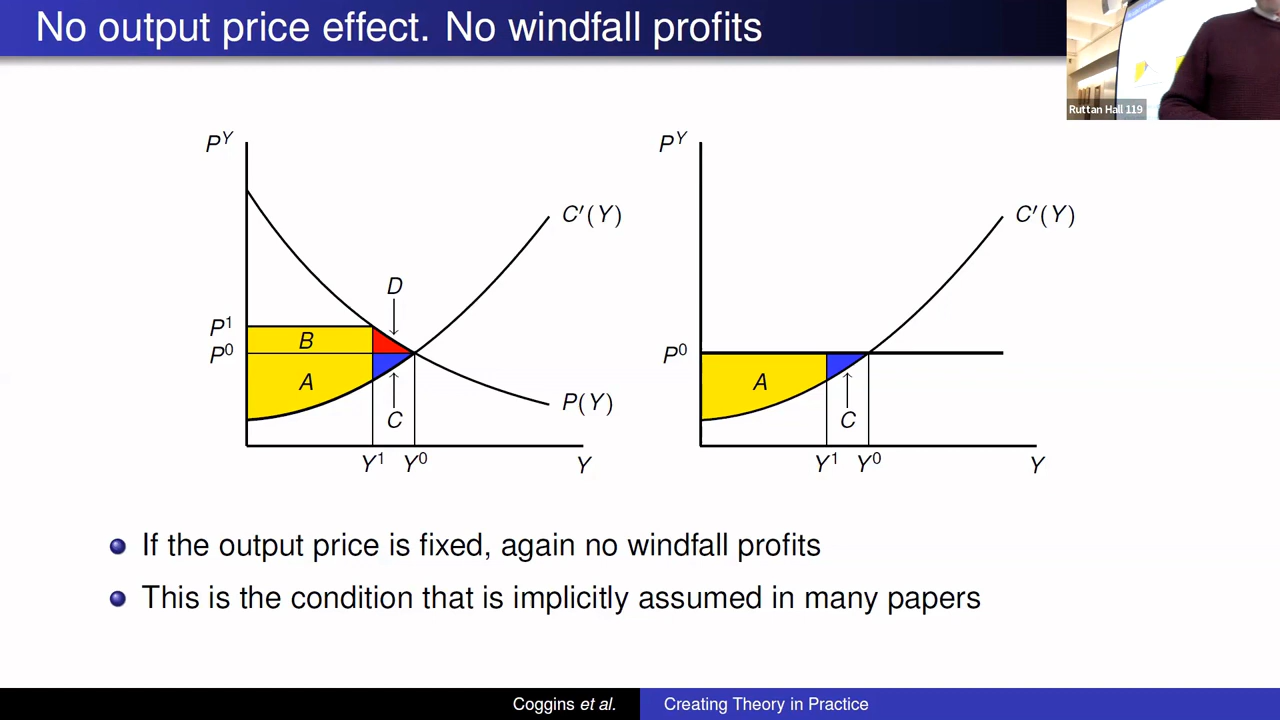 No output price effect. No windfall profits
Ruttan Hall 119
P^Y
C′(Y)
D
P^1
B
P^0
A
C
P(Y)
Y^1 Y^0 Y
P^Y
C′(Y)
P^0
A
C
Y^1 Y^0 Y
If the output price is fixed, again no windfall profits
This is the condition that is implicitly assumed in many papers
Coggins et al. Creating Theory in Practice